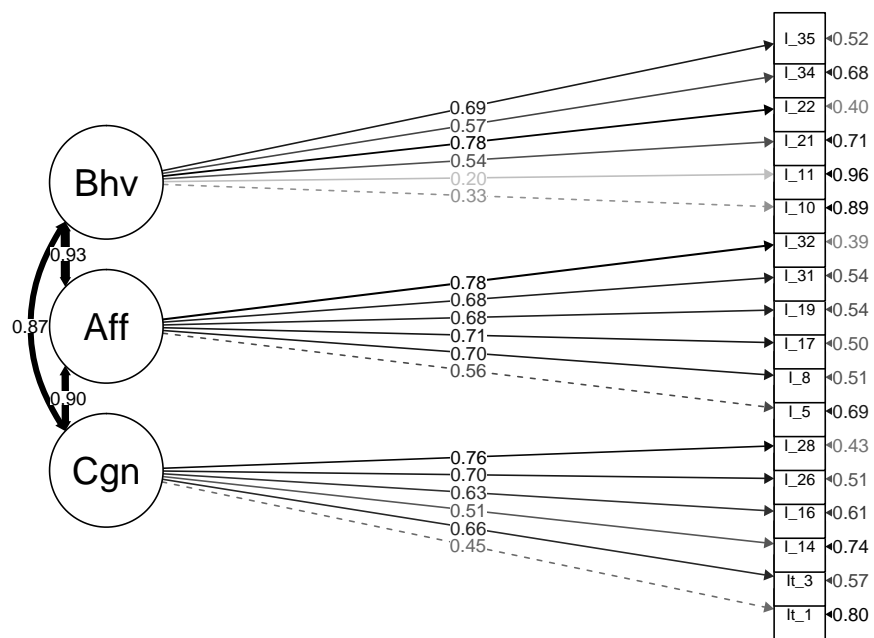 I_35 0.52
I_34 0.68
I_22 0.40
I_21 0.71
I_11 0.96
I_10 0.89
I_32 0.39
I_31 0.54
I_19 0.54
I_17 0.50
I_8 0.51
I_5 0.69
I_28 0.43
I_26 0.51
I_16 0.61
I_14 0.74
It_3 0.57
It_1 0.80
0.69
0.57
0.78
0.54
0.20
0.33
0.78
0.68
0.68
0.71
0.70
0.56
0.76
0.70
0.63
0.51
0.66
0.45
Bhv
0.93
Aff
0.87
0.90
Cgn